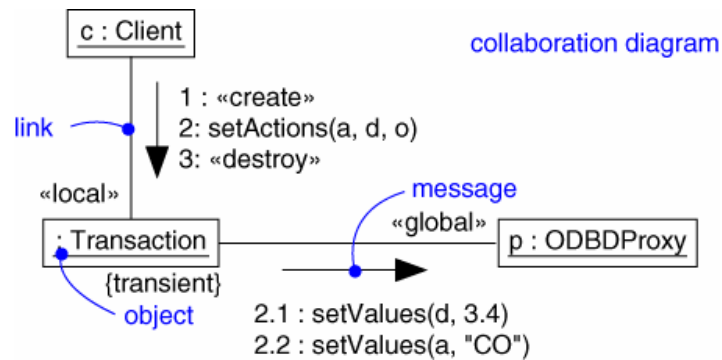 c : Client
collaboration diagram
1 : «create»
link
2: setActions(a, d, o)
3: «destroy»
«local»
message
«global»
: Transaction
p : ODBDProxy
{transient}
object
2.1 : setValues(d, 3.4)
2.2 : setValues(a, "CO")